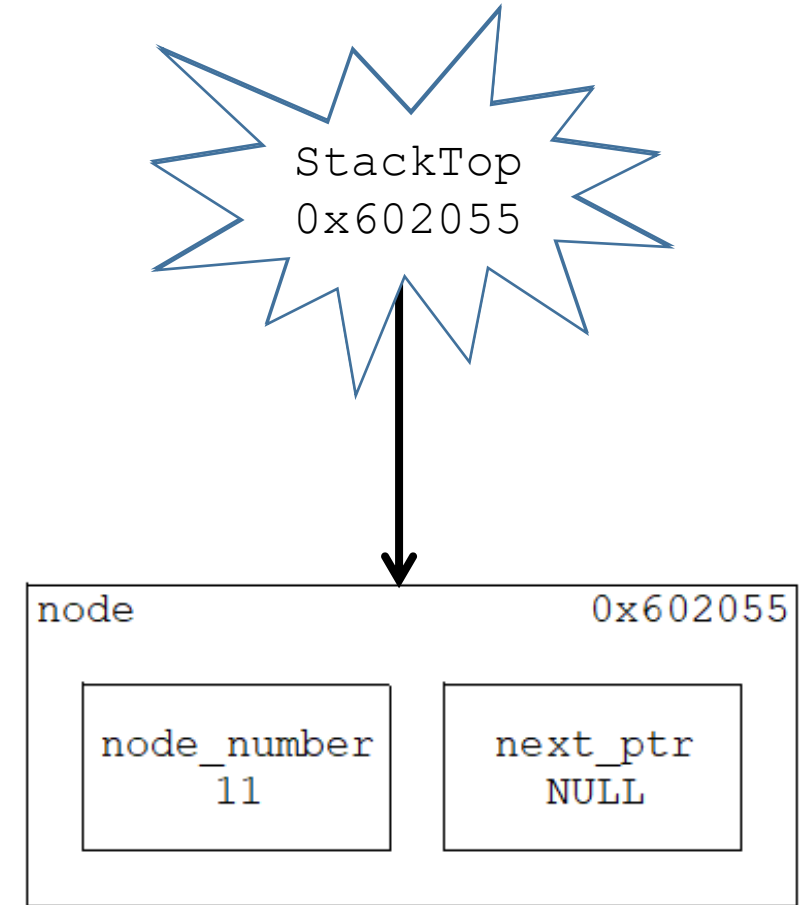 StackTop
0x602055
node 0x602055
node_number next_ptr
11 NULL